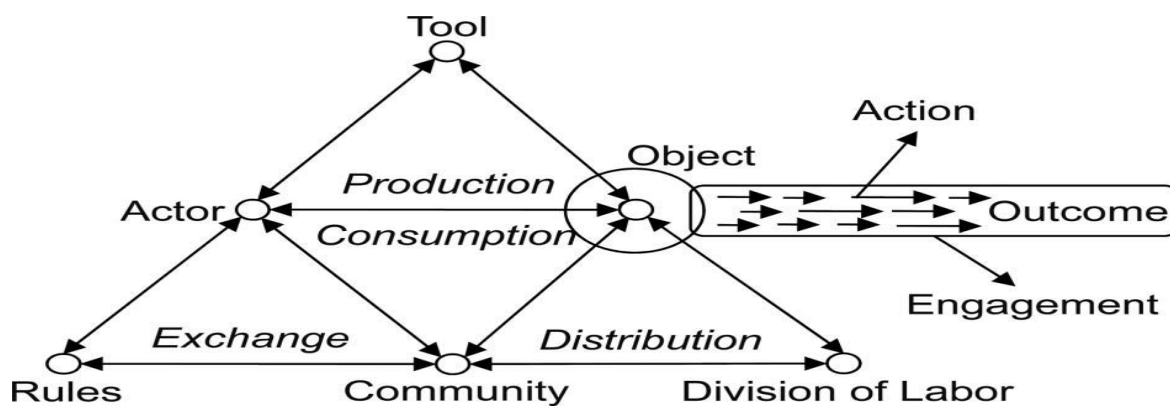 Tool
Action
Object
Production
Actor
Outcome
Consumption
Engagement
Exchange
Distribution
Rules
Community
Division of Labor